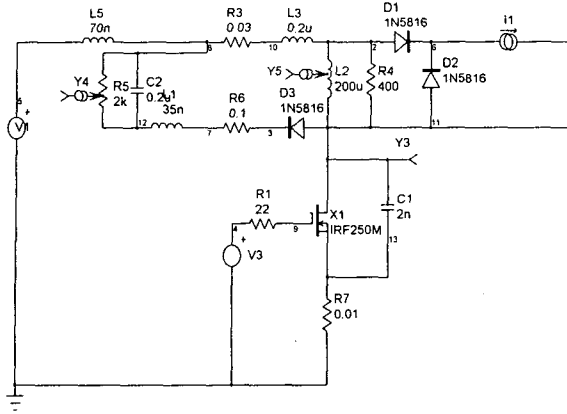 L5
70n
R3
0.03
L3
0.2u
D1
1N5816
I1
6
10
2
6
Y4
R5
2k
C2
0.2u
L1
35n
Y5
L2
200u
R4
400
D2
1N5816
5
V1
12
7
R6
0.1
3
D3
1N5816
11
Y3
R1
22
4
9
X1
IRF250M
C1
2n
13
V3
R7
0.01